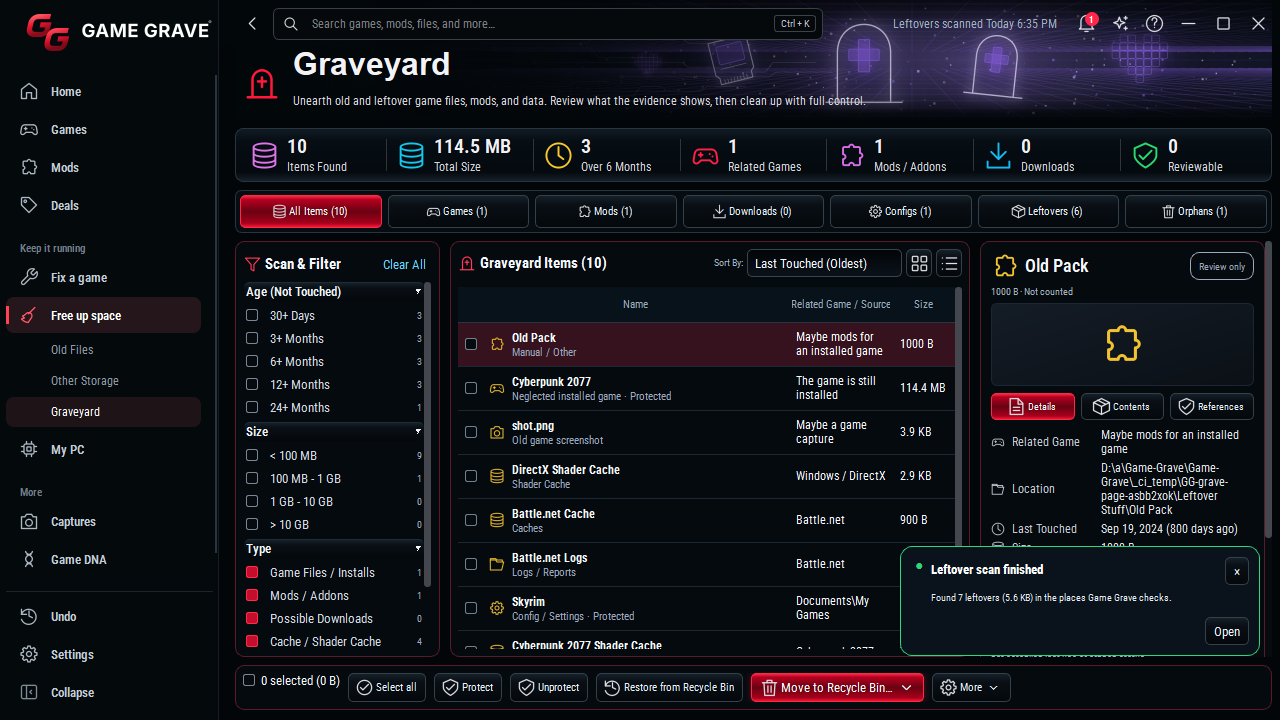 GAME GRAVE
Search games, mods, files, and more...
Ctrl + K
Leftovers scanned Today 6:35 PM
1
Home
Games
Mods
Deals
Keep it running
Fix a game
Free up space
Old Files
Other Storage
Graveyard
My PC
More
Captures
Game DNA
Undo
Settings
Collapse
Graveyard
Unearth old and leftover game files, mods, and data. Review what the evidence shows, then clean up with full control.
10
Items Found
114.5 MB
Total Size
3
Over 6 Months
1
Related Games
1
Mods / Addons
0
Downloads
0
Reviewable
All Items (10)
Games (1)
Mods (1)
Downloads (0)
Configs (1)
Leftovers (6)
Orphans (1)
Scan & Filter
Clear All
Age (Not Touched)
30+ Days 3
3+ Months 3
6+ Months 3
12+ Months 3
24+ Months 1
Size
< 100 MB 9
100 MB - 1 GB 1
1 GB - 10 GB 0
> 10 GB 0
Type
Game Files / Installs 1
Mods / Addons 1
Possible Downloads 0
Cache / Shader Cache 4
Graveyard Items (10)
Sort By:
Last Touched (Oldest)
Name
Related Game / Source
Size
Old Pack
Manual / Other
Maybe mods for
an installed game
1000 B
Cyberpunk 2077
Neglected installed game · Protected
The game is still
installed
114.4 MB
shot.png
Old game screenshot
Maybe a game
capture
3.9 KB
DirectX Shader Cache
Shader Cache
Windows / DirectX
2.9 KB
Battle.net Cache
Caches
Battle.net
900 B
Battle.net Logs
Logs / Reports
Battle.net
Skyrim
Config / Settings · Protected
Documents\My
Games
Cyberpunk 2077 Shader Cache
Old Pack
Review only
1000 B · Not counted
Details
Contents
References
Related Game
Maybe mods for an installed
game
Location
D:\a\Game-Grave\Game-
Grave\_ci_temp\GG-grave-
page-asbb2xok\Leftover
Stuff\Old Pack
Last Touched
Sep 19, 2024 (800 days ago)
Leftover scan finished
x
Found 7 leftovers (5.6 KB) in the places Game Grave checks.
Open
0 selected (0 B)
Select all
Protect
Unprotect
Restore from Recycle Bin
Move to Recycle Bin...
More